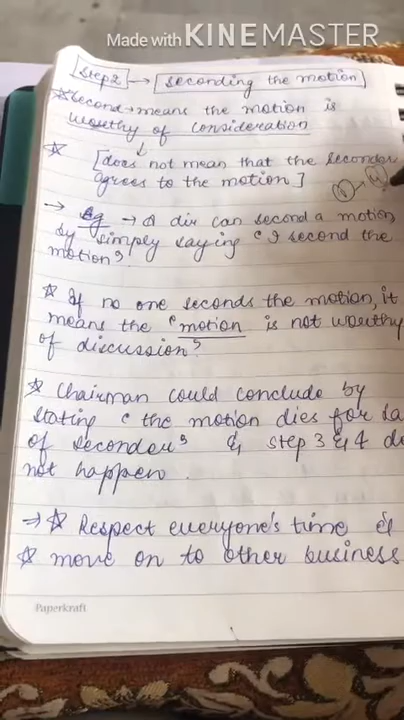 Made with KINEMASTER
Step 2 → seconding the motion
☆ Second → means the motion is
worthy of consideration
☆ [does not mean that the seconder
agrees to the motion]
→ Eg → A dir can second a motion
by simply saying "I second the
motion"
☆ If no one seconds the motion, it
means the "motion is not worthy
of discussion"
☆ Chairman could conclude by
stating "the motion dies for la
of seconder" & step 3 & 4 do
not happen.
→ ☆ Respect everyone's time &
☆ move on to other business
Paperkraft